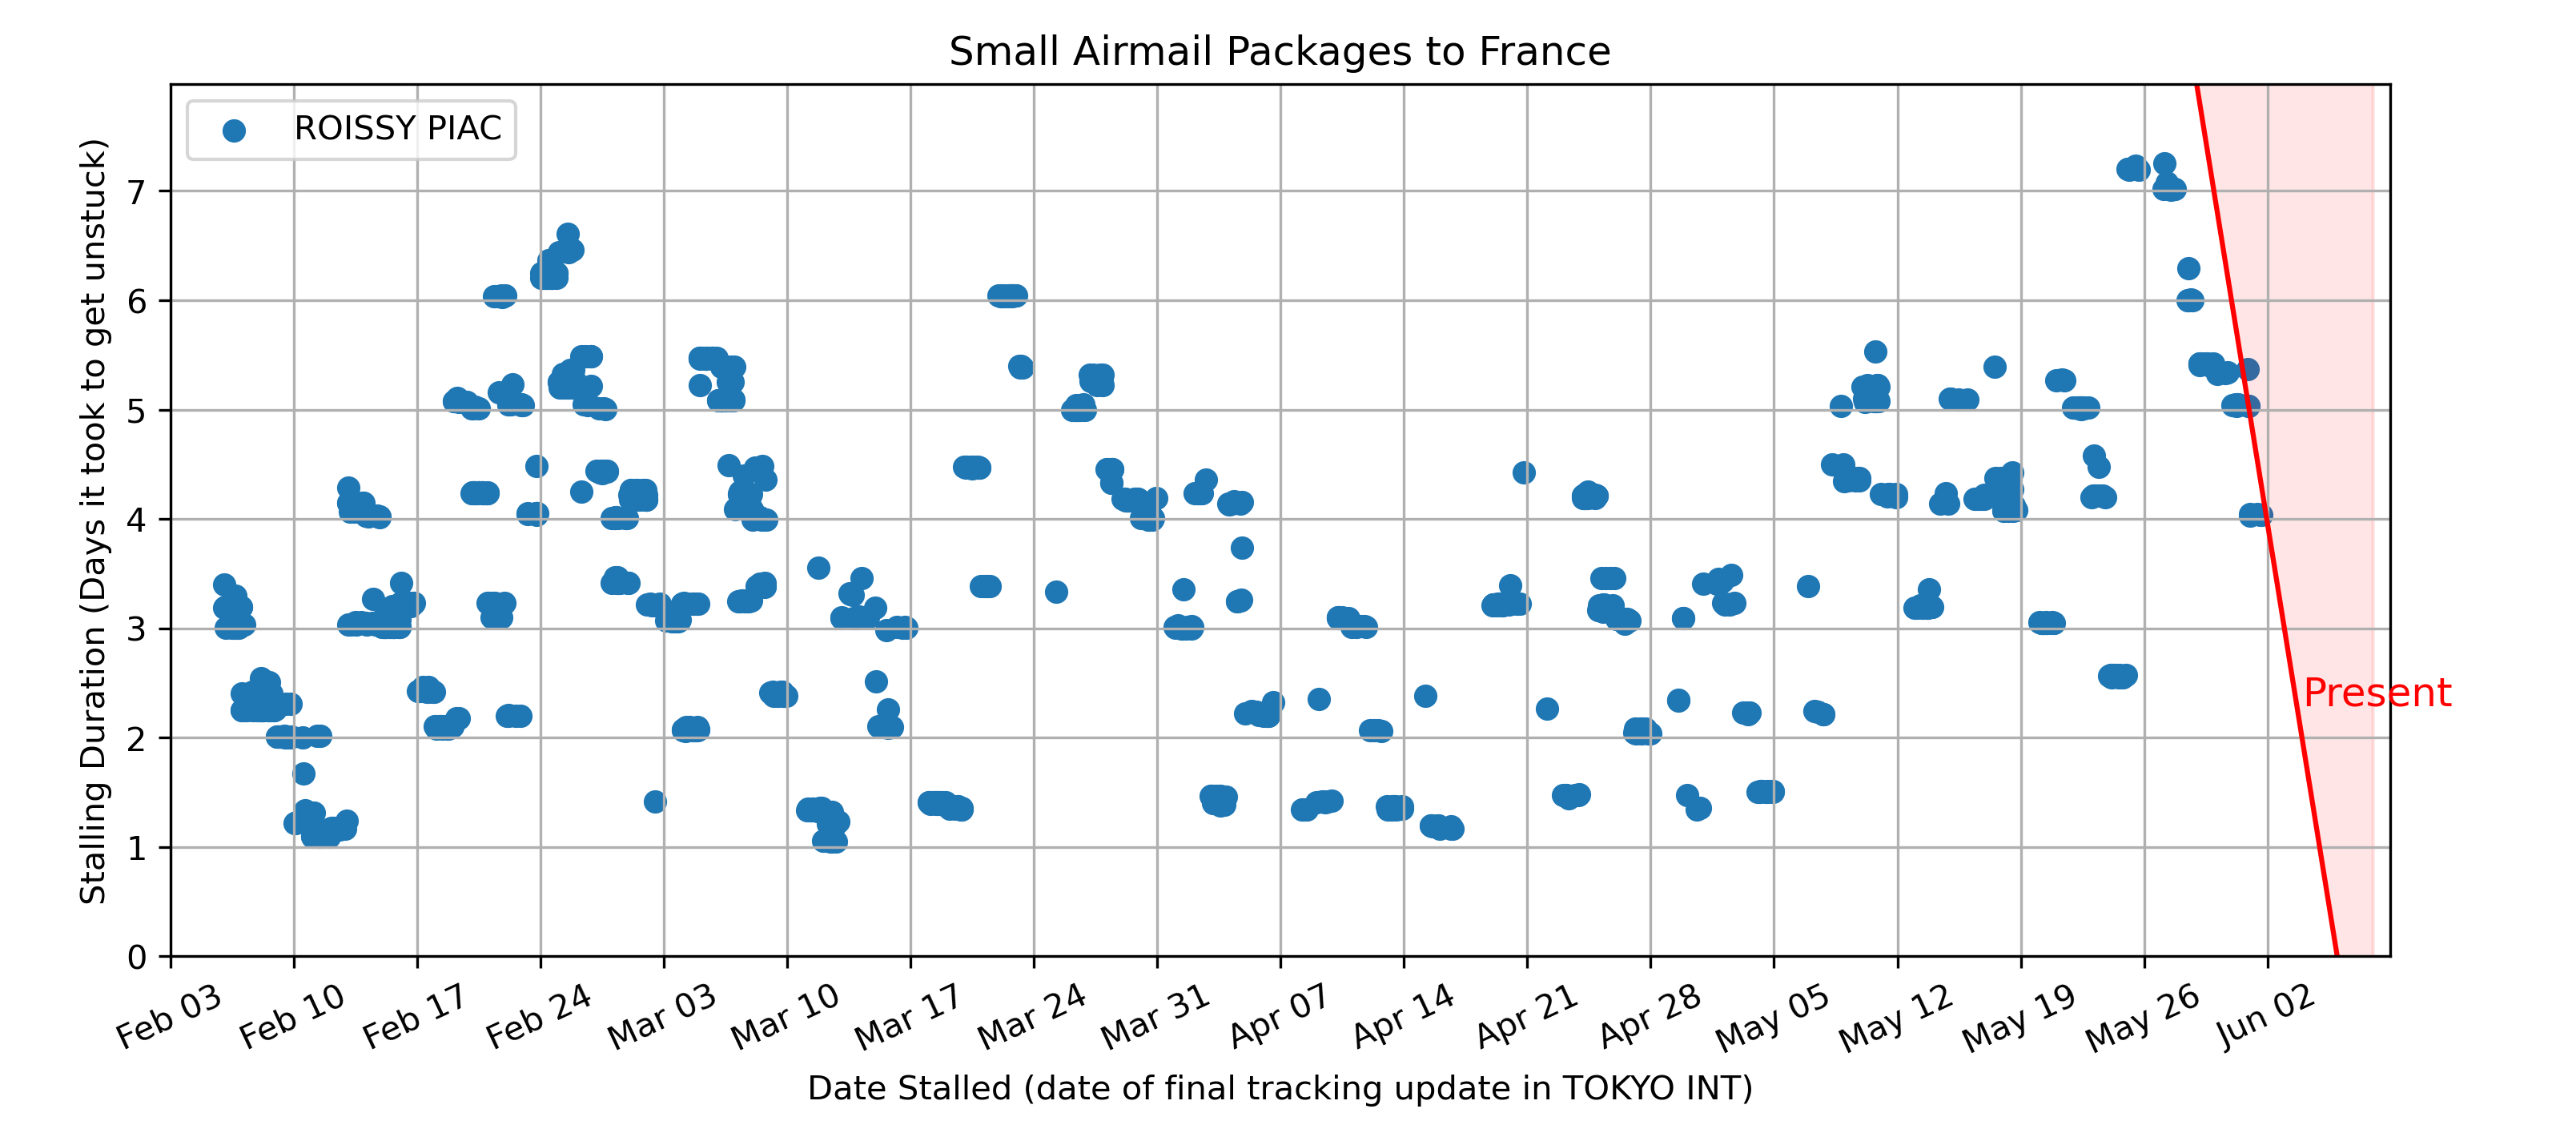 Small Airmail Packages to France
ROISSY PIAC
Stalling Duration (Days it took to get unstuck)
7
6
5
4
3
2
1
0
Present
Feb 03
Feb 10
Feb 17
Feb 24
Mar 03
Mar 10
Mar 17
Mar 24
Mar 31
Apr 07
Apr 14
Apr 21
Apr 28
May 05
May 12
May 19
May 26
Jun 02
Date Stalled (date of final tracking update in TOKYO INT)